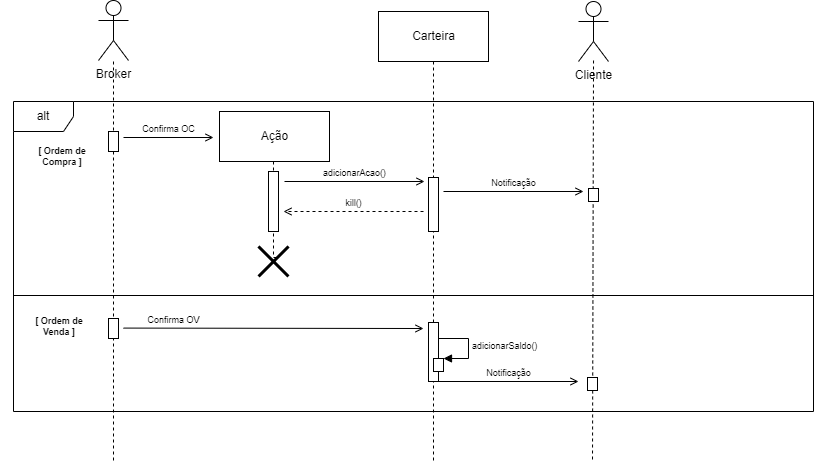 Carteira
Broker
Cliente
alt
Confirma OC
Ação
[ Ordem de
Compra ]
adicionarAcao()
Notificação
kill()
[ Ordem de
Venda ]
Confirma OV
adicionarSaldo()
Notificação